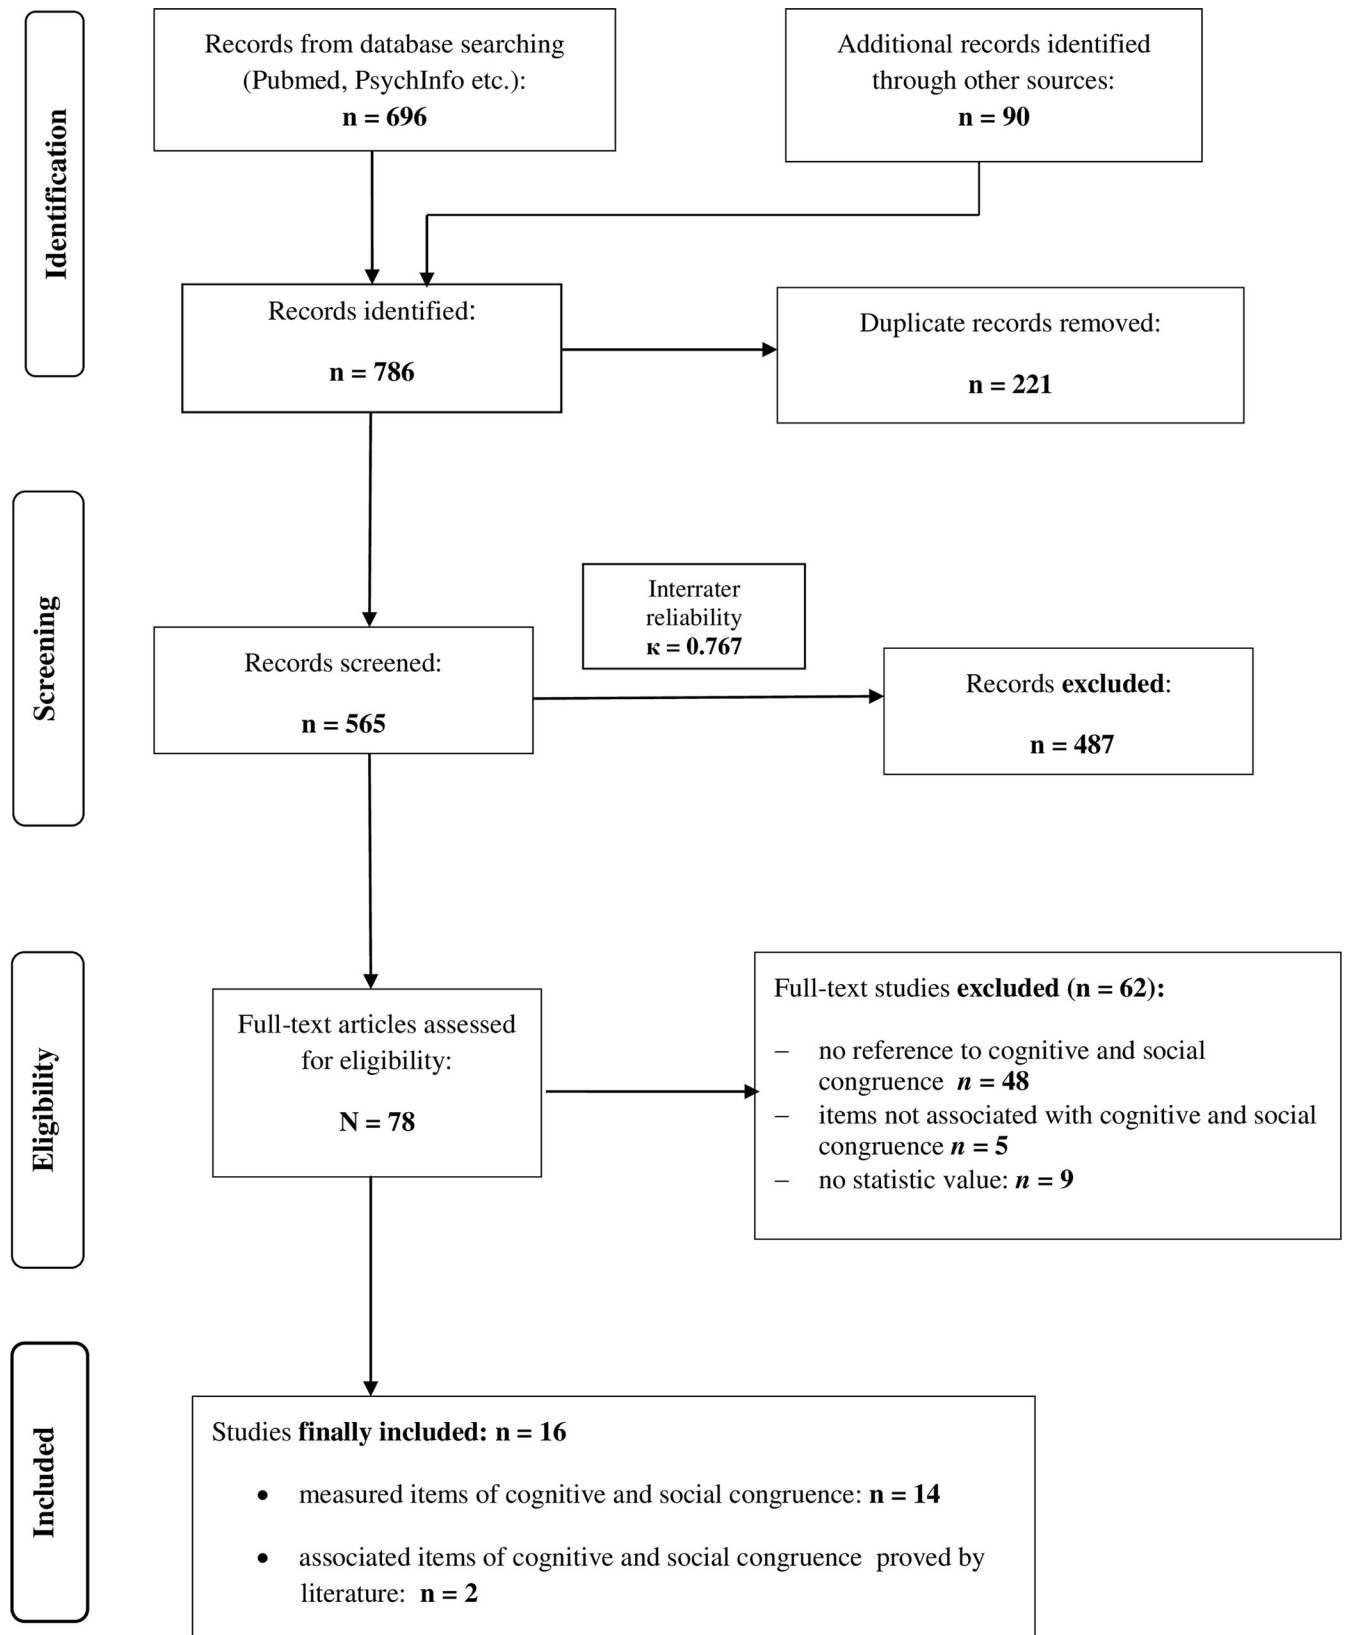 Identification
Records from database searching
(Pubmed, PsychInfo etc.):
n = 696
Additional records identified
through other sources:
n = 90
Records identified:
n = 786
Duplicate records removed:
n = 221
Screening
Interrater
reliability
κ = 0.767
Records screened:
n = 565
Records excluded:
n = 487
Eligibility
Full-text articles assessed
for eligibility:
N = 78
Full-text studies excluded (n = 62):
– no reference to cognitive and social
congruence n = 48
– items not associated with cognitive and social
congruence n = 5
– no statistic value: n = 9
Included
Studies finally included: n = 16
• measured items of cognitive and social congruence: n = 14
• associated items of cognitive and social congruence proved by
literature: n = 2